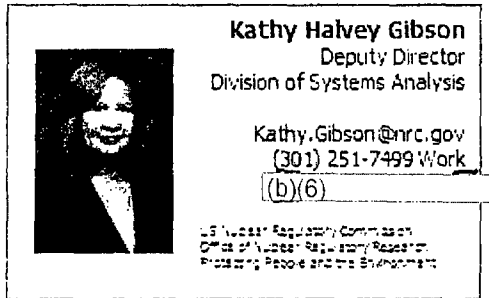 Kathy Halvey Gibson
Deputy Director
Division of Systems Analysis
Kathy.Gibson@nrc.gov
(301) 251-7499 Work
(b)(6)
US Nuclear Regulatory Commission
Office of Nuclear Regulatory Research
Protecting People and the Environment